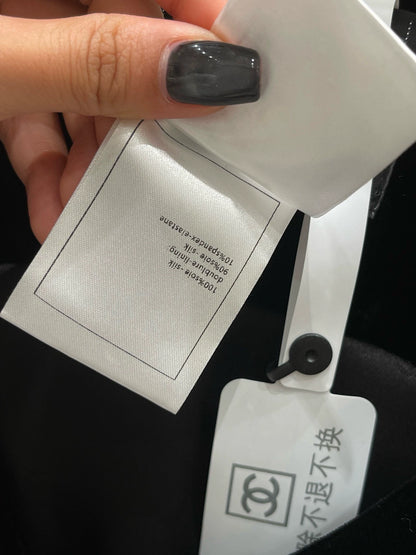 100%soie-silk
doublure-lining
90%soie-silk
10%spandex-elastane
除不退不换